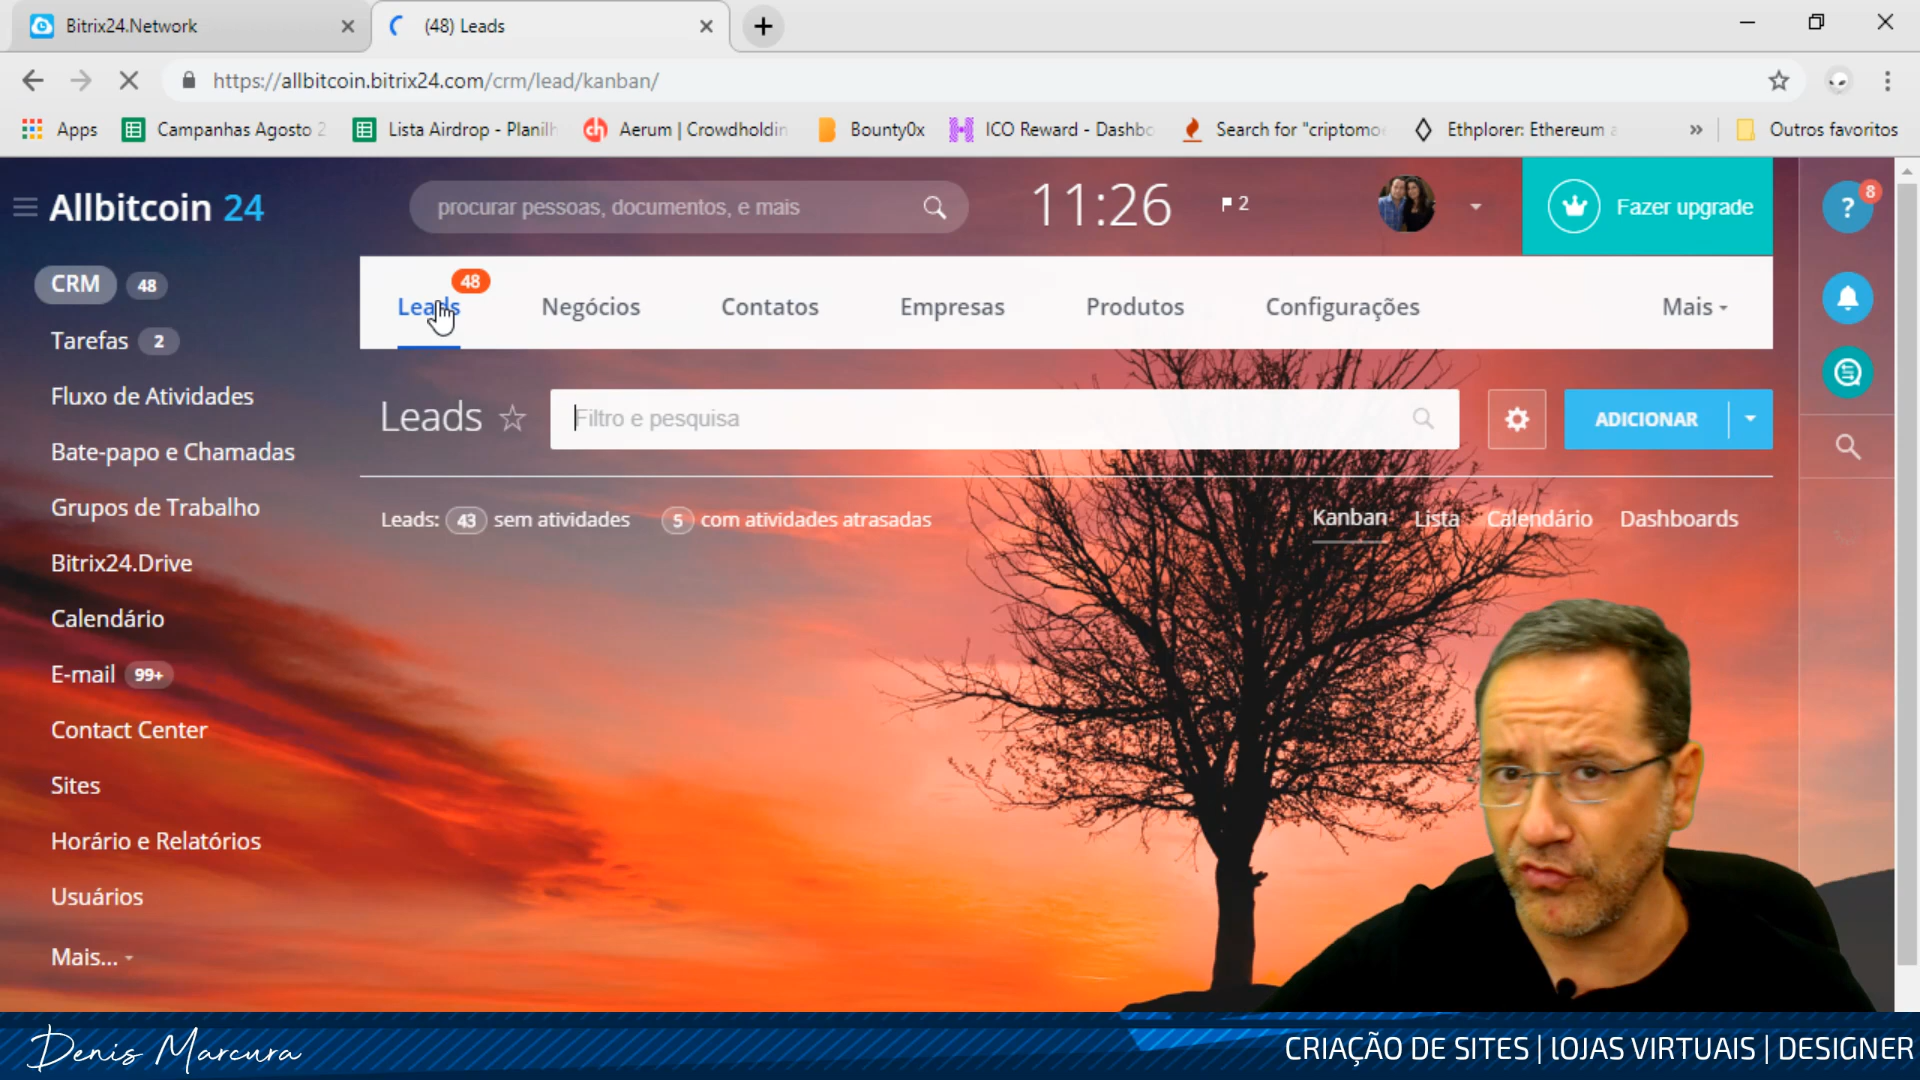 Bitrix24.Network
(48) Leads
https://allbitcoin.bitrix24.com/crm/lead/kanban/
Apps
Campanhas Agosto 2
Lista Airdrop - Planilh
Aerum | Crowdholdin
Bounty0x
ICO Reward - Dashbo
Search for "criptomo
Ethplorer: Ethereum a
»
Outros favoritos
Allbitcoin 24
procurar pessoas, documentos, e mais
11:26
2
Fazer upgrade
?
8
CRM 48
Tarefas 2
Fluxo de Atividades
Bate-papo e Chamadas
Grupos de Trabalho
Bitrix24.Drive
Calendário
E-mail 99+
Contact Center
Sites
Horário e Relatórios
Usuários
Mais...
48
Leads
Negócios
Contatos
Empresas
Produtos
Configurações
Mais
Leads
Filtro e pesquisa
ADICIONAR
Leads: 43 sem atividades 5 com atividades atrasadas
Kanban
Lista
Calendário
Dashboards
Denis Marcura
CRIAÇÃO DE SITES | LOJAS VIRTUAIS | DESIGNER